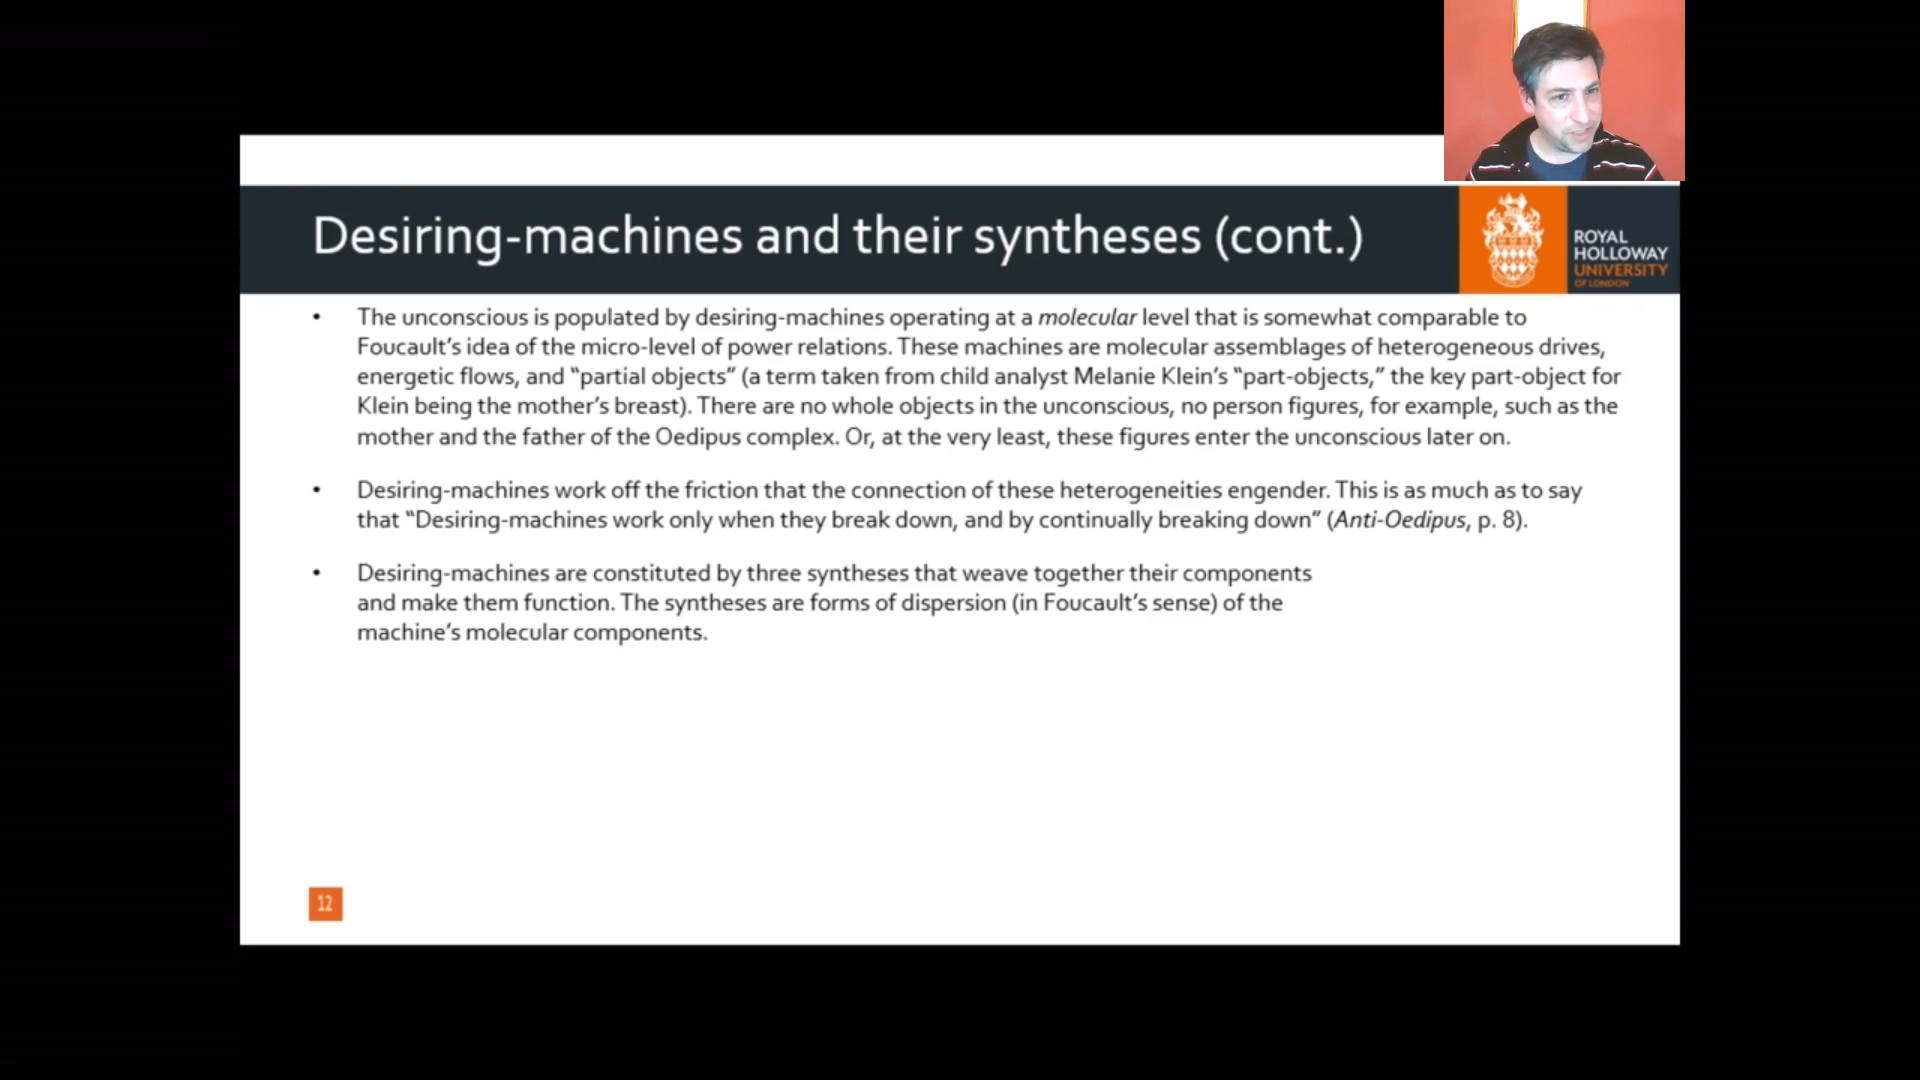 Desiring-machines and their syntheses (cont.)
ROYAL
HOLLOWAY
UNIVERSITY
OF LONDON
• The unconscious is populated by desiring-machines operating at a molecular level that is somewhat comparable to
Foucault’s idea of the micro-level of power relations. These machines are molecular assemblages of heterogeneous drives,
energetic flows, and “partial objects” (a term taken from child analyst Melanie Klein’s “part-objects,” the key part-object for
Klein being the mother’s breast). There are no whole objects in the unconscious, no person figures, for example, such as the
mother and the father of the Oedipus complex. Or, at the very least, these figures enter the unconscious later on.
• Desiring-machines work off the friction that the connection of these heterogeneities engender. This is as much as to say
that “Desiring-machines work only when they break down, and by continually breaking down” (Anti-Oedipus, p. 8).
• Desiring-machines are constituted by three syntheses that weave together their components
and make them function. The syntheses are forms of dispersion (in Foucault’s sense) of the
machine’s molecular components.
12